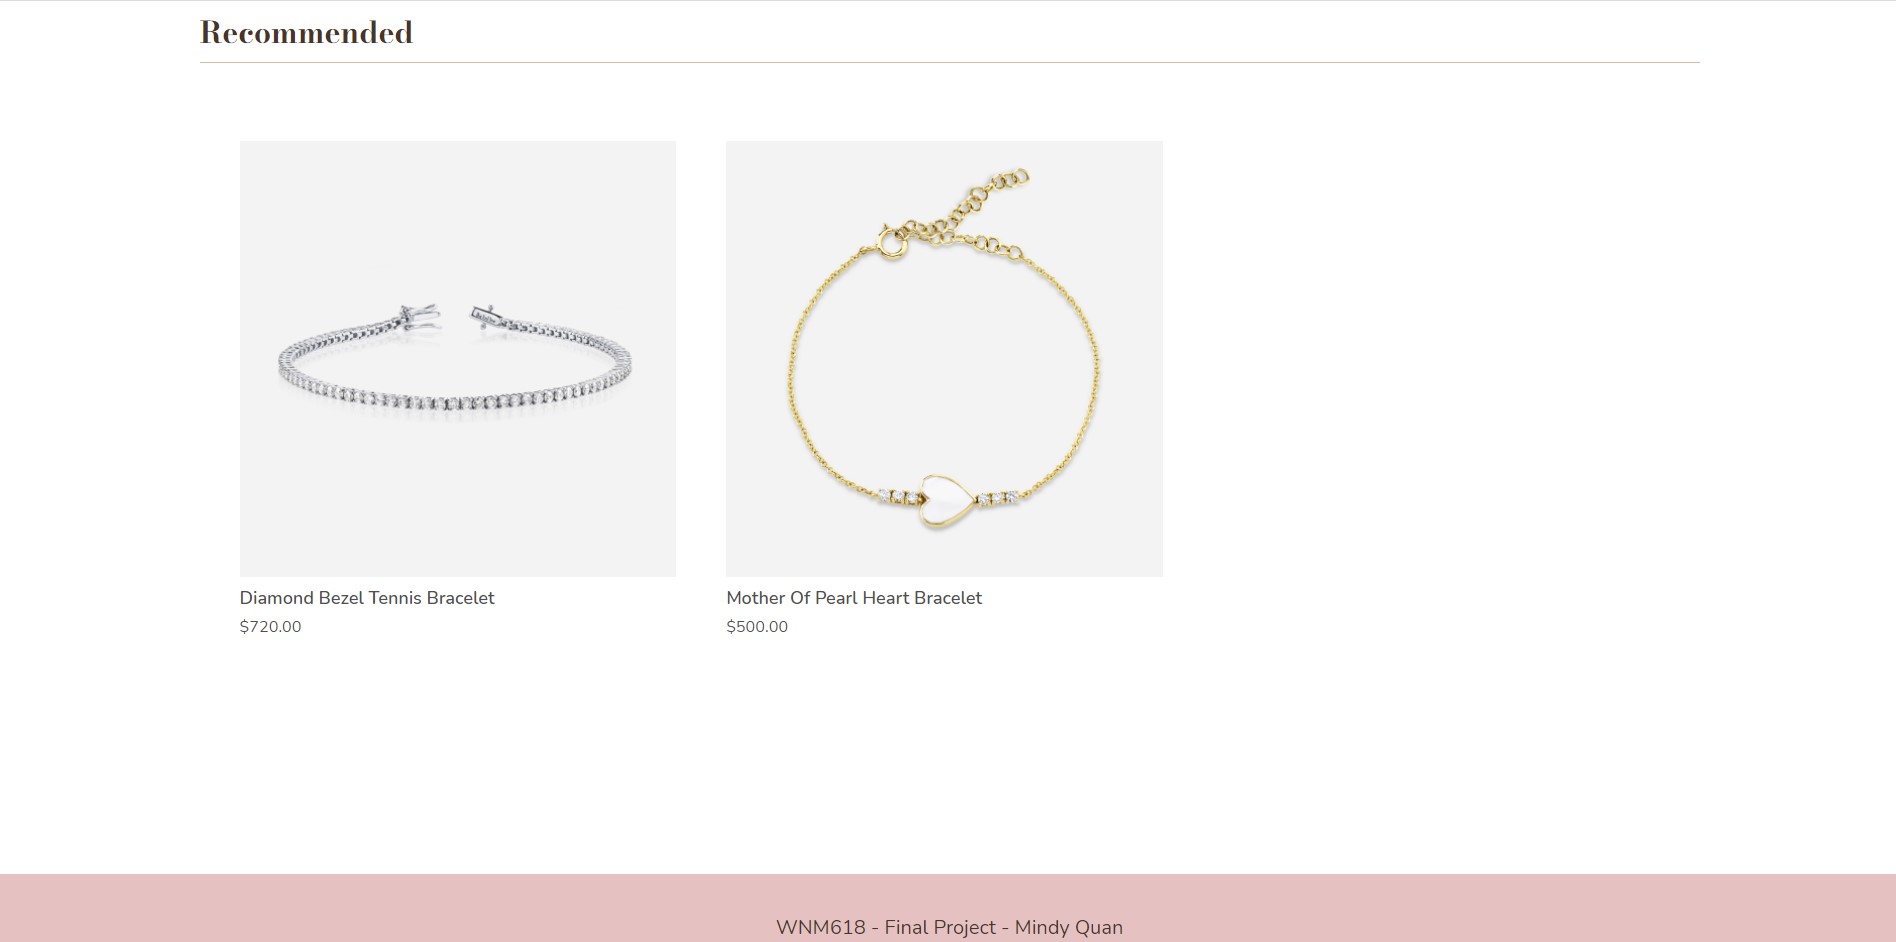 Recommended
Diamond Bezel Tennis Bracelet
$720.00
Mother Of Pearl Heart Bracelet
$500.00
WNM618 - Final Project - Mindy Quan